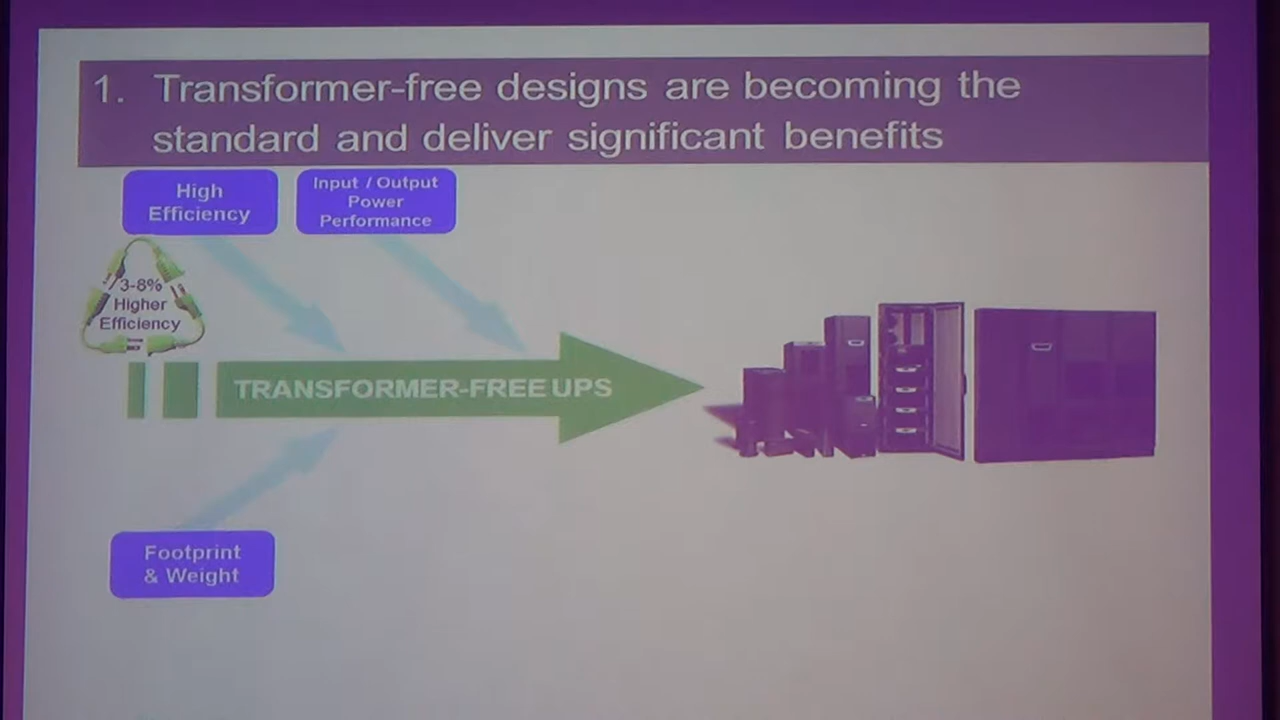 1. Transformer-free designs are becoming the
standard and deliver significant benefits
High
Efficiency
Input / Output
Power
Performance
3-8%
Higher
Efficiency
TRANSFORMER-FREE UPS
Footprint
& Weight